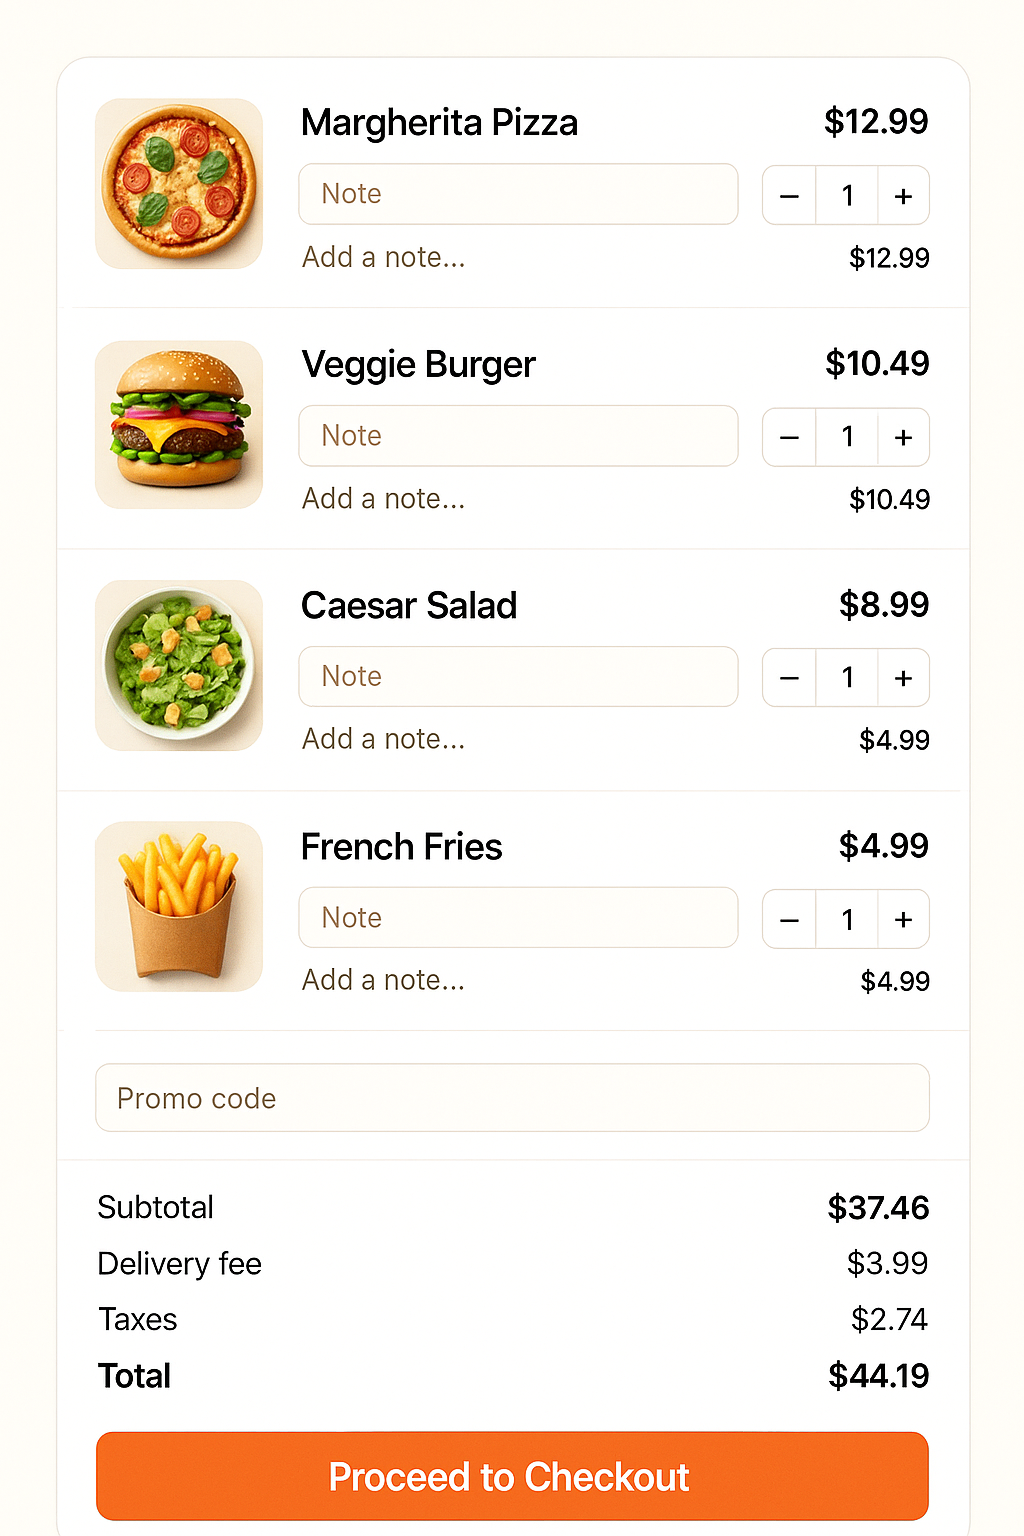 Margherita Pizza $12.99
Note − 1 +
Add a note... $12.99
Veggie Burger $10.49
Note − 1 +
Add a note... $10.49
Caesar Salad $8.99
Note − 1 +
Add a note... $4.99
French Fries $4.99
Note − 1 +
Add a note... $4.99
Promo code
Subtotal $37.46
Delivery fee $3.99
Taxes $2.74
Total $44.19
Proceed to Checkout